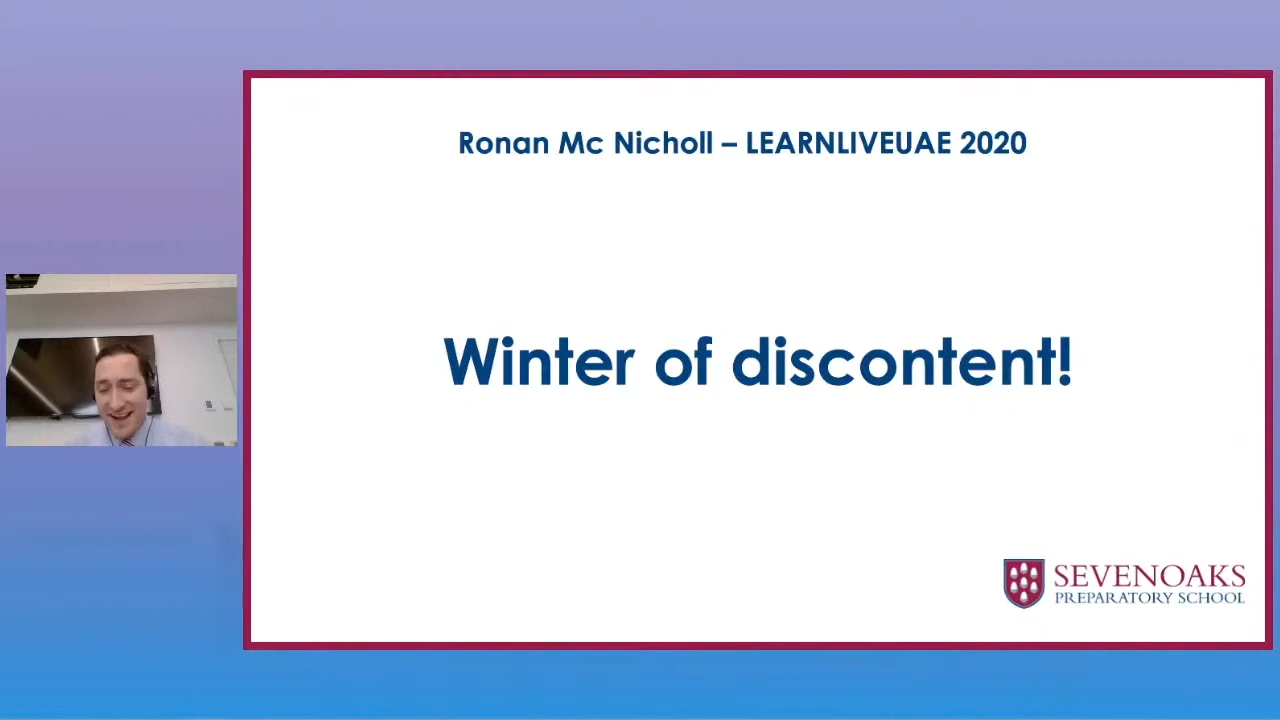 Ronan Mc Nicholl – LEARNLIVEUAE 2020
Winter of discontent!
SEVENOAKS
PREPARATORY SCHOOL